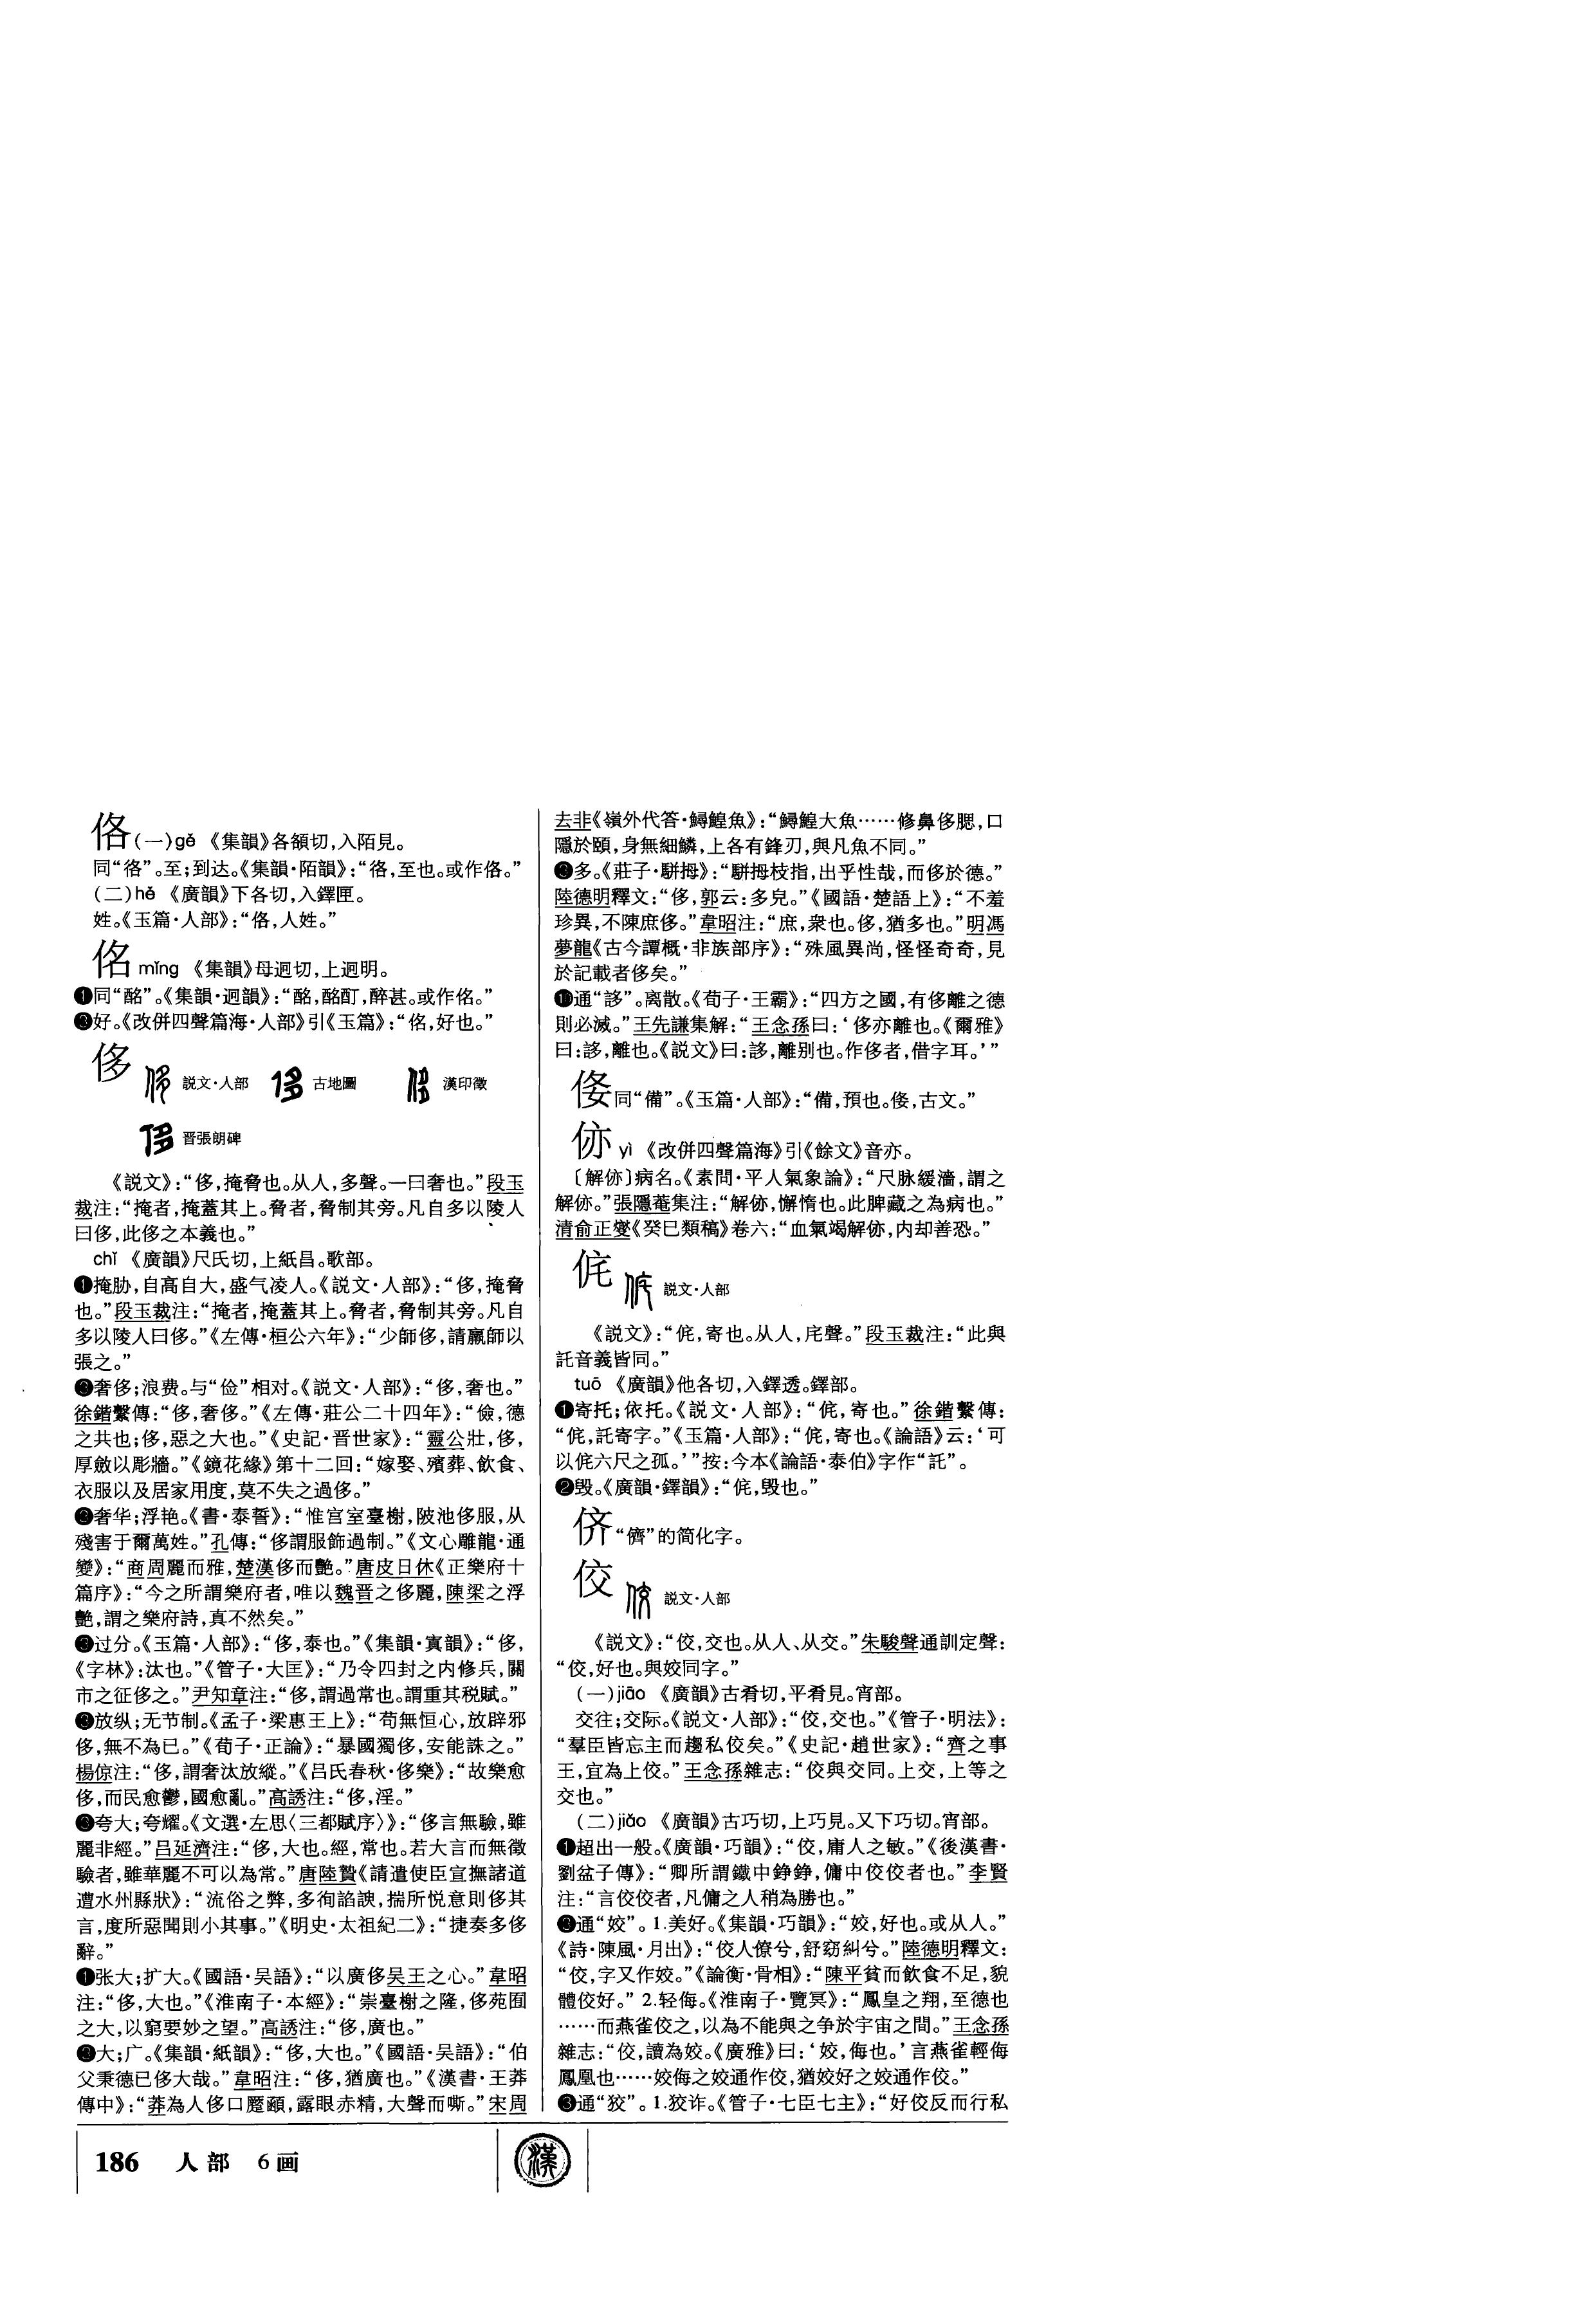 佫(一)gé 《集韻》各頟切,入陌見。
同“㣟”。至;到达。《集韻·陌韻》:“㣟,至也。或作佫。”
(二)hè 《廣韻》下各切,入鐸匣。
姓。《玉篇·人部》:“佫,人姓。”
佲 mǐng 《集韻》母迥切,上迥明。
❶同“酩”。《集韻·迥韻》:“酩,酩酊,醉甚。或作佲。”
❷好。《改併四聲篇海·人部》引《玉篇》:“佲,好也。”
侈 説文·人部 古地圖 漢印徵
晋張朗碑
《説文》:“侈,掩脅也。从人,多聲。一曰奢也。”段玉
裁注:“掩者,掩蓋其上。脅者,脅制其旁。凡自多以陵人
曰侈,此侈之本義也。”
chǐ 《廣韻》尺氏切,上紙昌。歌部。
❶掩胁,自高自大,盛气凌人。《説文·人部》:“侈,掩脅
也。”段玉裁注:“掩者,掩蓋其上。脅者,脅制其旁。凡自
多以陵人曰侈。”《左傳·桓公六年》:“少師侈,請羸師以
張之。”
❷奢侈;浪费。与“俭”相对。《説文·人部》:“侈,奢也。”
徐鍇繫傳:“侈,奢侈。”《左傳·莊公二十四年》:“儉,德
之共也;侈,惡之大也。”《史記·晋世家》:“靈公壯,侈,
厚斂以彫牆。”《鏡花緣》第十二回:“嫁娶、殯葬、飲食、
衣服以及居家用度,莫不失之過侈。”
❸奢华;浮艳。《書·泰誓》:“惟宫室臺榭,陂池侈服,从
殘害于爾萬姓。”孔傳:“侈謂服飾過制。”《文心雕龍·通
變》:“商周麗而雅,楚漢侈而艷。”唐皮日休《正樂府十
篇序》:“今之所謂樂府者,唯以魏晋之侈麗,陳梁之浮
艷,謂之樂府詩,真不然矣。”
❹过分。《玉篇·人部》:“侈,泰也。”《集韻·寘韻》:“侈,
《字林》:汰也。”《管子·大匡》:“乃令四封之内修兵,關
市之征侈之。”尹知章注:“侈,謂過常也。謂重其税賦。”
❺放纵;无节制。《孟子·梁惠王上》:“苟無恒心,放辟邪
侈,無不為已。”《荀子·正論》:“暴國獨侈,安能誅之。”
楊倞注:“侈,謂奢汰放縱。”《吕氏春秋·侈樂》:“故樂愈
侈,而民愈鬱,國愈亂。”高誘注:“侈,淫。”
❻夸大;夸耀。《文選·左思〈三都賦序〉》:“侈言無驗,雖
麗非經。”吕延濟注:“侈,大也。經,常也。若大言而無徵
驗者,雖華麗不可以為常。”唐陸贄《請遣使臣宣撫諸道
遭水州縣狀》:“流俗之弊,多徇諂諛,揣所悦意則侈其
言,度所惡聞則小其事。”《明史·太祖紀二》:“捷奏多侈
辭。”
❼张大;扩大。《國語·吴語》:“以廣侈吴王之心。”韋昭
注:“侈,大也。”《淮南子·本經》:“崇臺榭之隆,侈苑囿
之大,以窮要妙之望。”高誘注:“侈,廣也。”
❽大;广。《集韻·紙韻》:“侈,大也。”《國語·吴語》:“伯
父秉德已侈大哉。”韋昭注:“侈,猶廣也。”《漢書·王莽
傳中》:“莽為人侈口蹷顄,露眼赤精,大聲而嘶。”宋周
去非《嶺外代答·鱘鰉魚》:“鱘鰉大魚……修鼻侈腮,口
隱於頤,身無細鱗,上各有鋒刃,與凡魚不同。”
❾多。《莊子·駢拇》:“駢拇枝指,出乎性哉,而侈於德。”
陸德明釋文:“侈,郭云:多皃。”《國語·楚語上》:“不羞
珍異,不陳庶侈。”韋昭注:“庶,衆也。侈,猶多也。”明馮
夢龍《古今譚概·非族部序》:“殊風異尚,怪怪奇奇,見
於記載者侈矣。”
❿通“誃”。离散。《荀子·王霸》:“四方之國,有侈離之德
則必滅。”王先謙集解:“王念孫曰:‘侈亦離也。《爾雅》
曰:誃,離也。《説文》曰:誃,離别也。作侈者,借字耳。’”
㑊 yì 《改併四聲篇海》引《餘文》音亦。
〔解㑊〕病名。《素問·平人氣象論》:“尺脉緩濇,謂之
解㑊。”張隱菴集注:“解㑊,懈惰也。此脾藏之為病也。”
清俞正燮《癸巳類稿》卷六:“血氣竭解㑊,内却善恐。”
侂 説文·人部
《説文》:“侂,寄也。从人,㡯聲。”段玉裁注:“此與
託音義皆同。”
tuō 《廣韻》他各切,入鐸透。鐸部。
❶寄托;依托。《説文·人部》:“侂,寄也。”徐鍇繫傳:
“侂,託寄字。”《玉篇·人部》:“侂,寄也。《論語》云:‘可
以侂六尺之孤。’”按:今本《論語·泰伯》字作“託”。
❷毁。《廣韻·鐸韻》:“侂,毁也。”
侪 “儕”的简化字。
佼 説文·人部
《説文》:“佼,交也。从人、从交。”朱駿聲通訓定聲:
“佼,好也。與姣同字。”
(一)jiāo 《廣韻》古肴切,平肴見。宵部。
交往;交际。《説文·人部》:“佼,交也。”《管子·明法》:
“羣臣皆忘主而趨私佼矣。”《史記·趙世家》:“齊之事
王,宜為上佼。”王念孫雜志:“佼與交同。上交,上等之
交也。”
(二)jiǎo 《廣韻》古巧切,上巧見。又下巧切。宵部。
❶超出一般。《廣韻·巧韻》:“佼,庸人之敏。”《後漢書·
劉盆子傳》:“卿所謂鐵中錚錚,傭中佼佼者也。”李賢
注:“言佼佼者,凡傭之人稍為勝也。”
❷通“姣”。1.美好。《集韻·巧韻》:“姣,好也。或从人。”
《詩·陳風·月出》:“佼人僚兮,舒窈糾兮。”陸德明釋文:
“佼,字又作姣。”《論衡·骨相》:“陳平貧而飲食不足,貌
體佼好。”2.轻侮。《淮南子·覽冥》:“鳳皇之翔,至德也
……而燕雀佼之,以為不能與之争於宇宙之間。”王念孫
雜志:“佼,讀為姣。《廣雅》曰:‘姣,侮也。’言燕雀輕侮
鳳凰也……姣侮之姣通作佼,猶姣好之姣通作佼。”
❸通“狡”。1.狡诈。《管子·七臣七主》:“好佼反而行私
186 人部 6画
漢